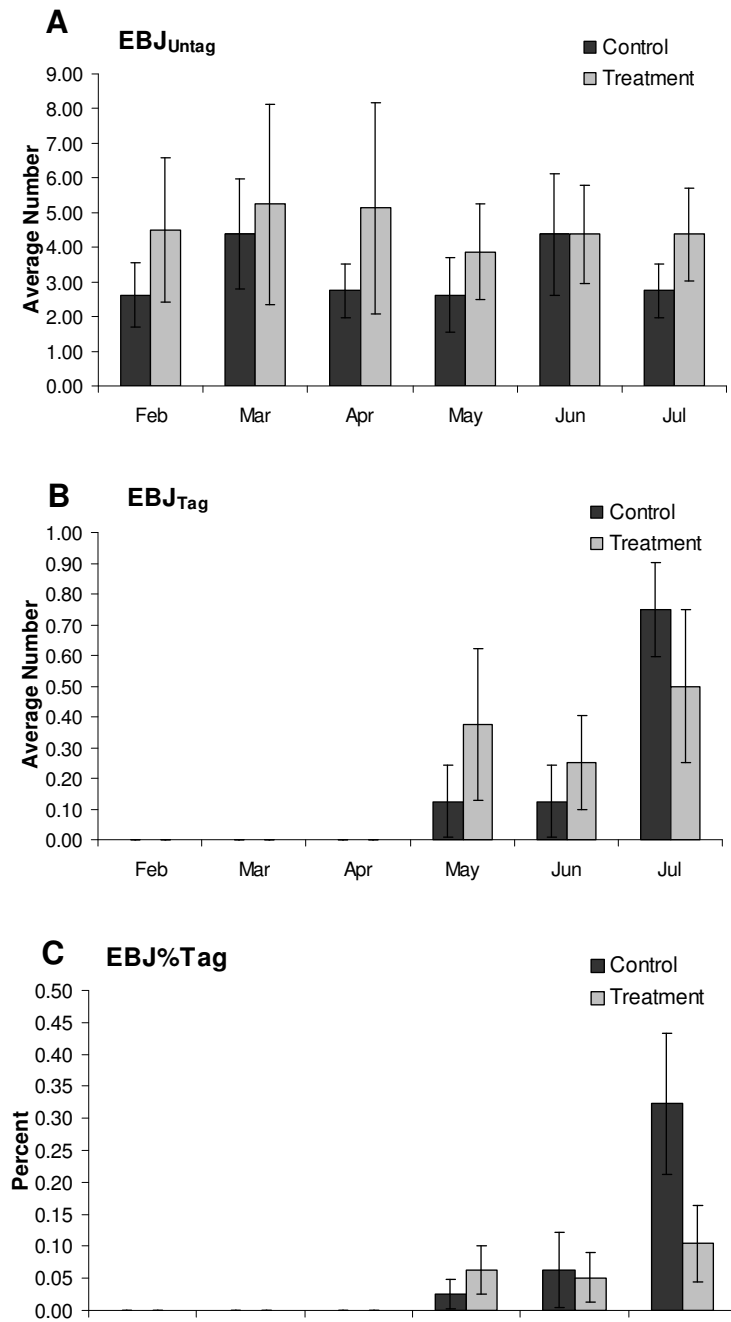 A
EBJUntag
Control
Treatment
9.00
8.00
7.00
6.00
5.00
4.00
3.00
2.00
1.00
0.00
Average Number
Feb Mar Apr May Jun Jul
B
EBJTag
Control
Treatment
1.00
0.90
0.80
0.70
0.60
0.50
0.40
0.30
0.20
0.10
0.00
Average Number
Feb Mar Apr May Jun Jul
C
EBJ%Tag
Control
Treatment
0.50
0.45
0.40
0.35
0.30
0.25
0.20
0.15
0.10
0.05
0.00
Percent